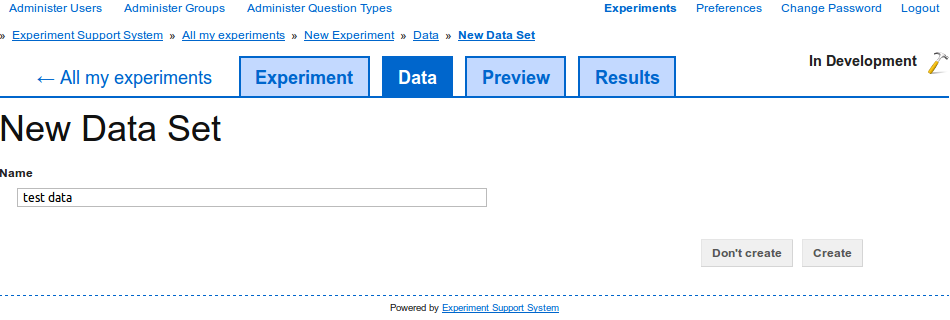 Administer Users Administer Groups Administer Question Types Experiments Preferences Change Password Logout
» Experiment Support System » All my experiments » New Experiment » Data » New Data Set
← All my experiments Experiment Data Preview Results In Development
New Data Set
Name
test data
Don't create Create
Powered by Experiment Support System